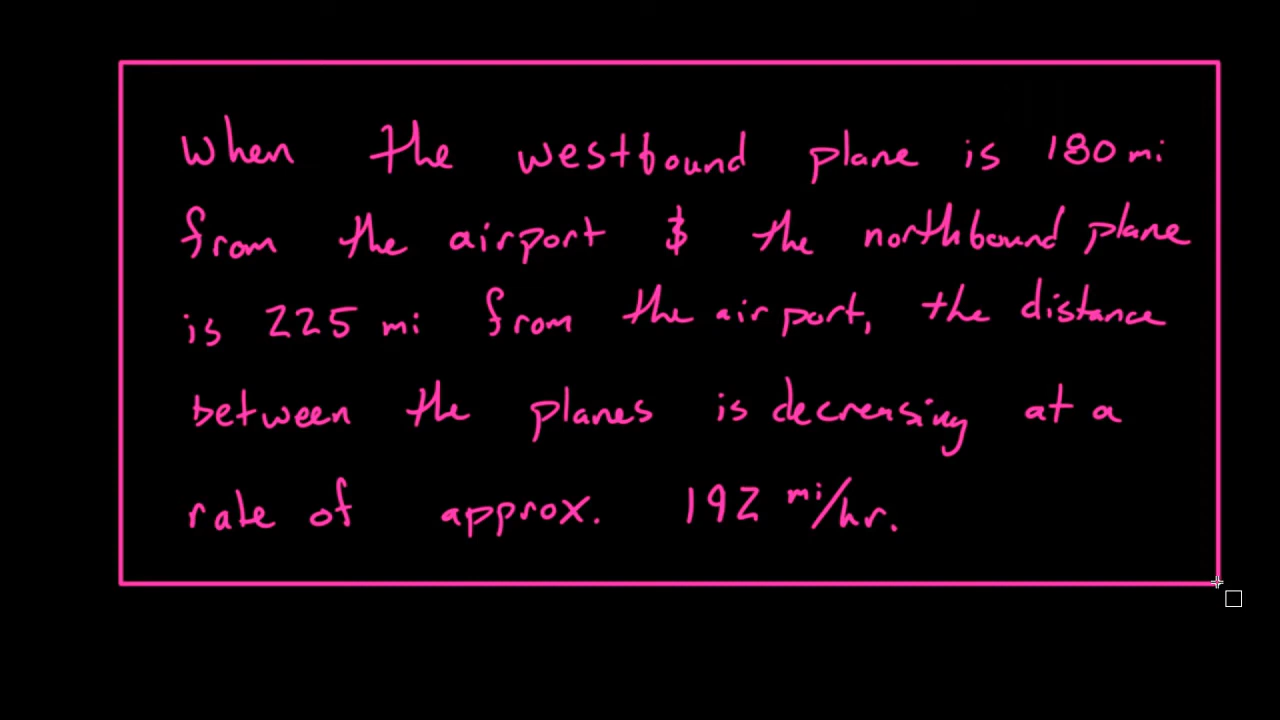 When the westbound plane is 180 mi
from the airport & the northbound plane
is 225 mi from the airport, the distance
between the planes is decreasing at a
rate of approx. 192 mi/hr.